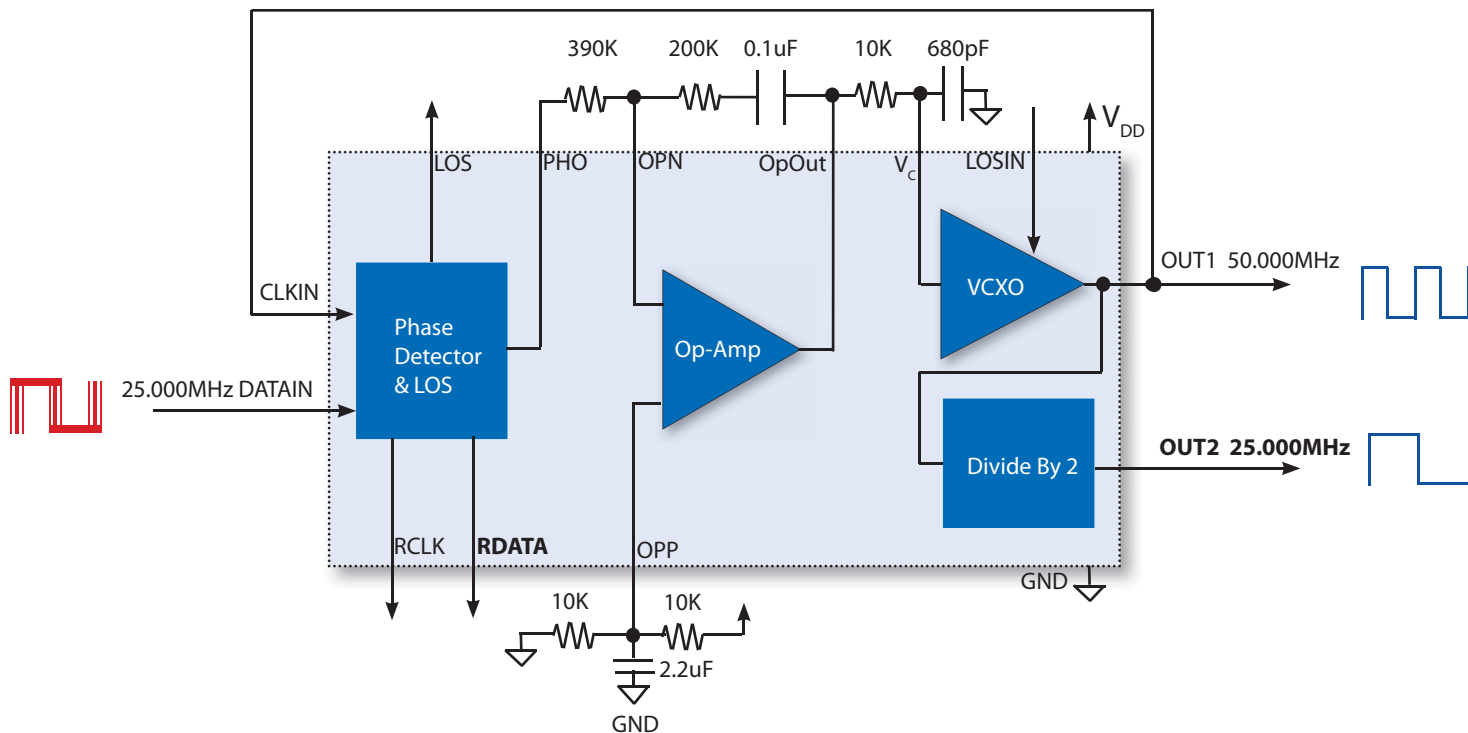 390K
200K
0.1uF
10K
680pF
LOS
PHO
OPN
OpOut
VC
LOSIN
VDD
CLKIN
Phase
Detector
& LOS
Op-Amp
VCXO
OUT1 50.000MHz
25.000MHz DATAIN
Divide By 2
OUT2 25.000MHz
RCLK
RDATA
OPP
GND
10K
10K
2.2uF
GND